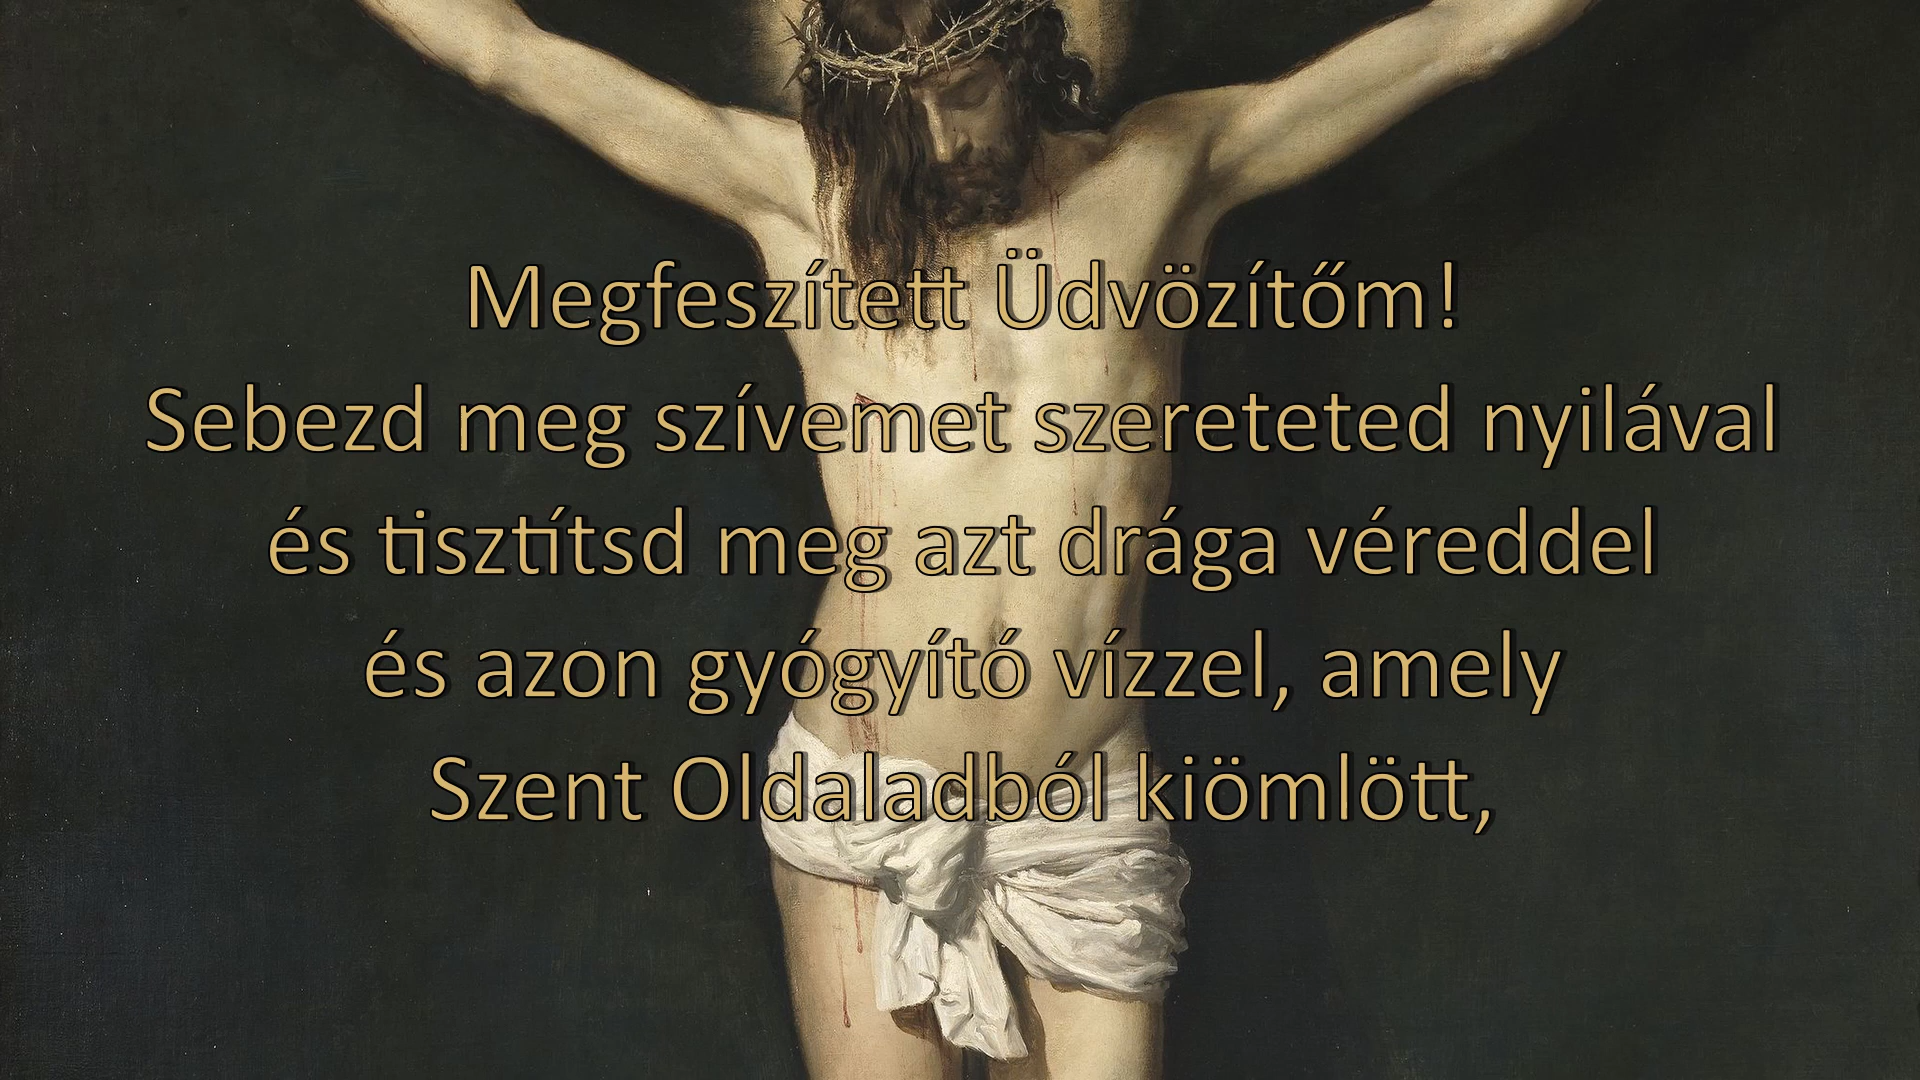 Megfeszített Üdvözítőm!
Sebezd meg szívemet szereteted nyilával
és tisztítsd meg azt drága véreddel
és azon gyógyító vízzel, amely
Szent Oldaladból kiömlött,